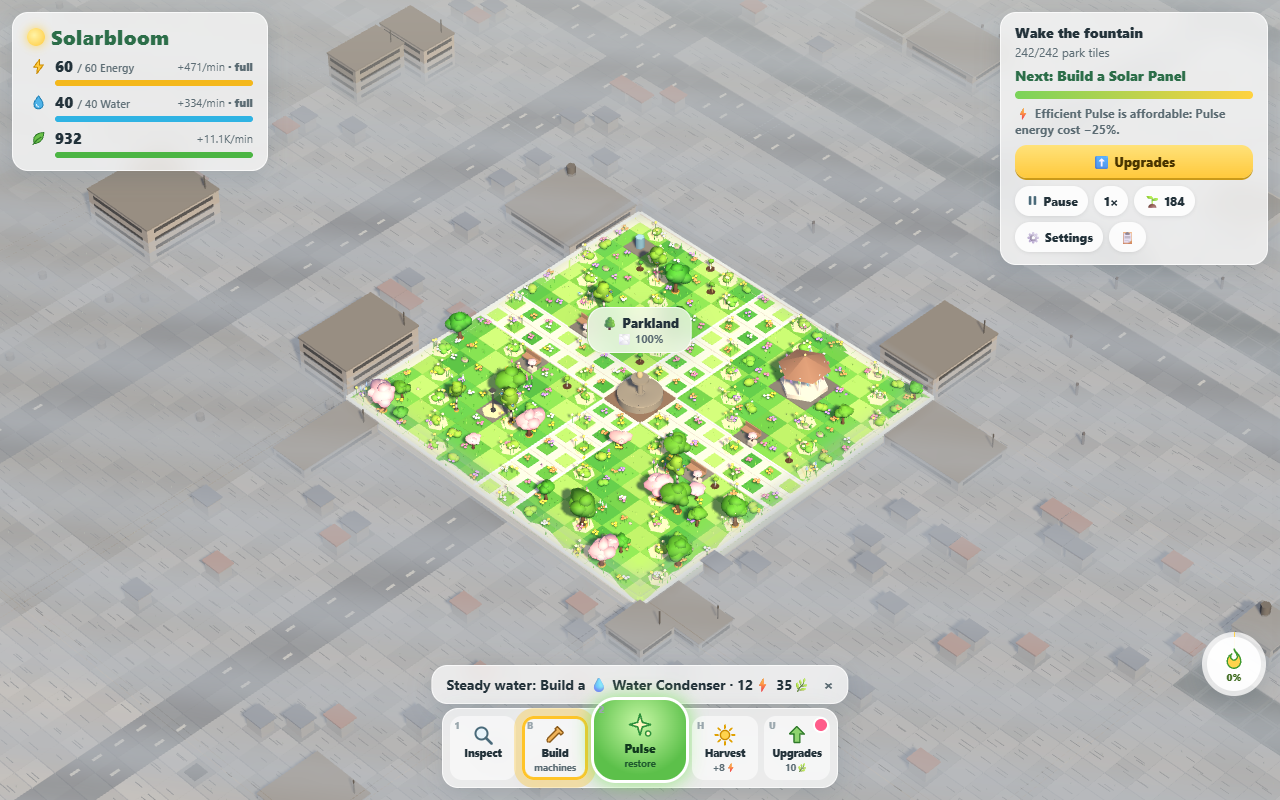 Solarbloom
60 / 60 Energy +471/min • full
40 / 40 Water +334/min • full
932 +11.1K/min
Wake the fountain
242/242 park tiles
Next: Build a Solar Panel
Efficient Pulse is affordable: Pulse
energy cost −25%.
Upgrades
Pause 1× 184
Settings
Parkland
100%
0%
Steady water: Build a Water Condenser · 12 35 ×
1 Inspect
B Build
machines
Pulse
restore
H Harvest
+8
U Upgrades
10